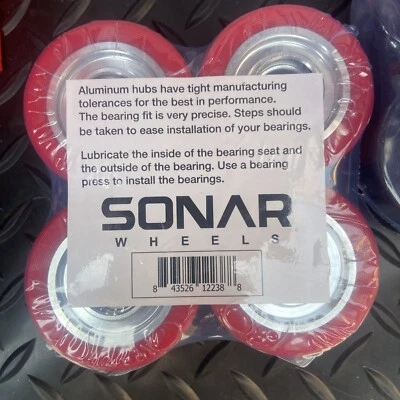 Aluminum hubs have tight manufacturing
tolerances for the best in performance.
The bearing fit is very precise. Steps should
be taken to ease installation of your bearings.
Lubricate the inside of the bearing seat and
the outside of the bearing. Use a bearing
press to install the bearings.
SONAR
WHEELS
8 43526 12238 8